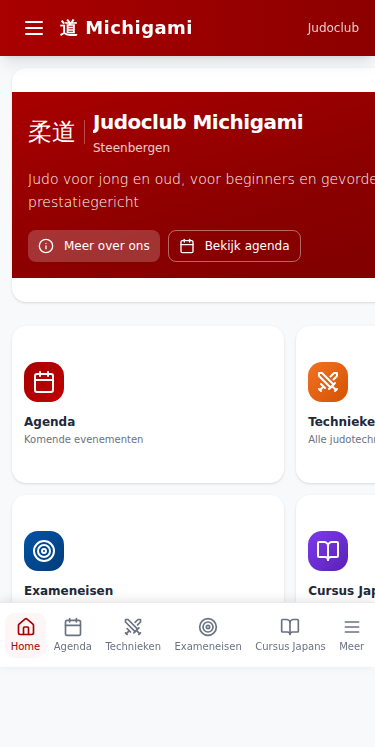 道 Michigami
Judoclub
柔道
Judoclub Michigami
Steenbergen
Judo voor jong en oud, voor beginners en gevorde
prestatiegericht
Meer over ons
Bekijk agenda
Agenda
Komende evenementen
Technieke
Alle judotechn
Exameneisen
Cursus Jap
Home
Agenda
Technieken
Exameneisen
Cursus Japans
Meer